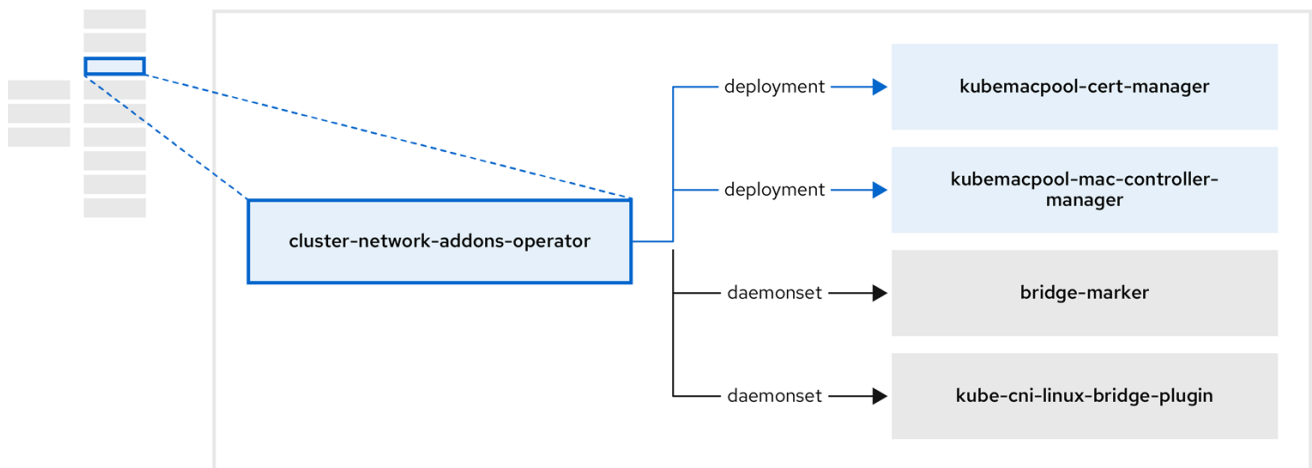 deployment
kubemacpool-cert-manager
deployment
kubemacpool-mac-controller-
manager
cluster-network-addons-operator
daemonset
bridge-marker
daemonset
kube-cni-linux-bridge-plugin